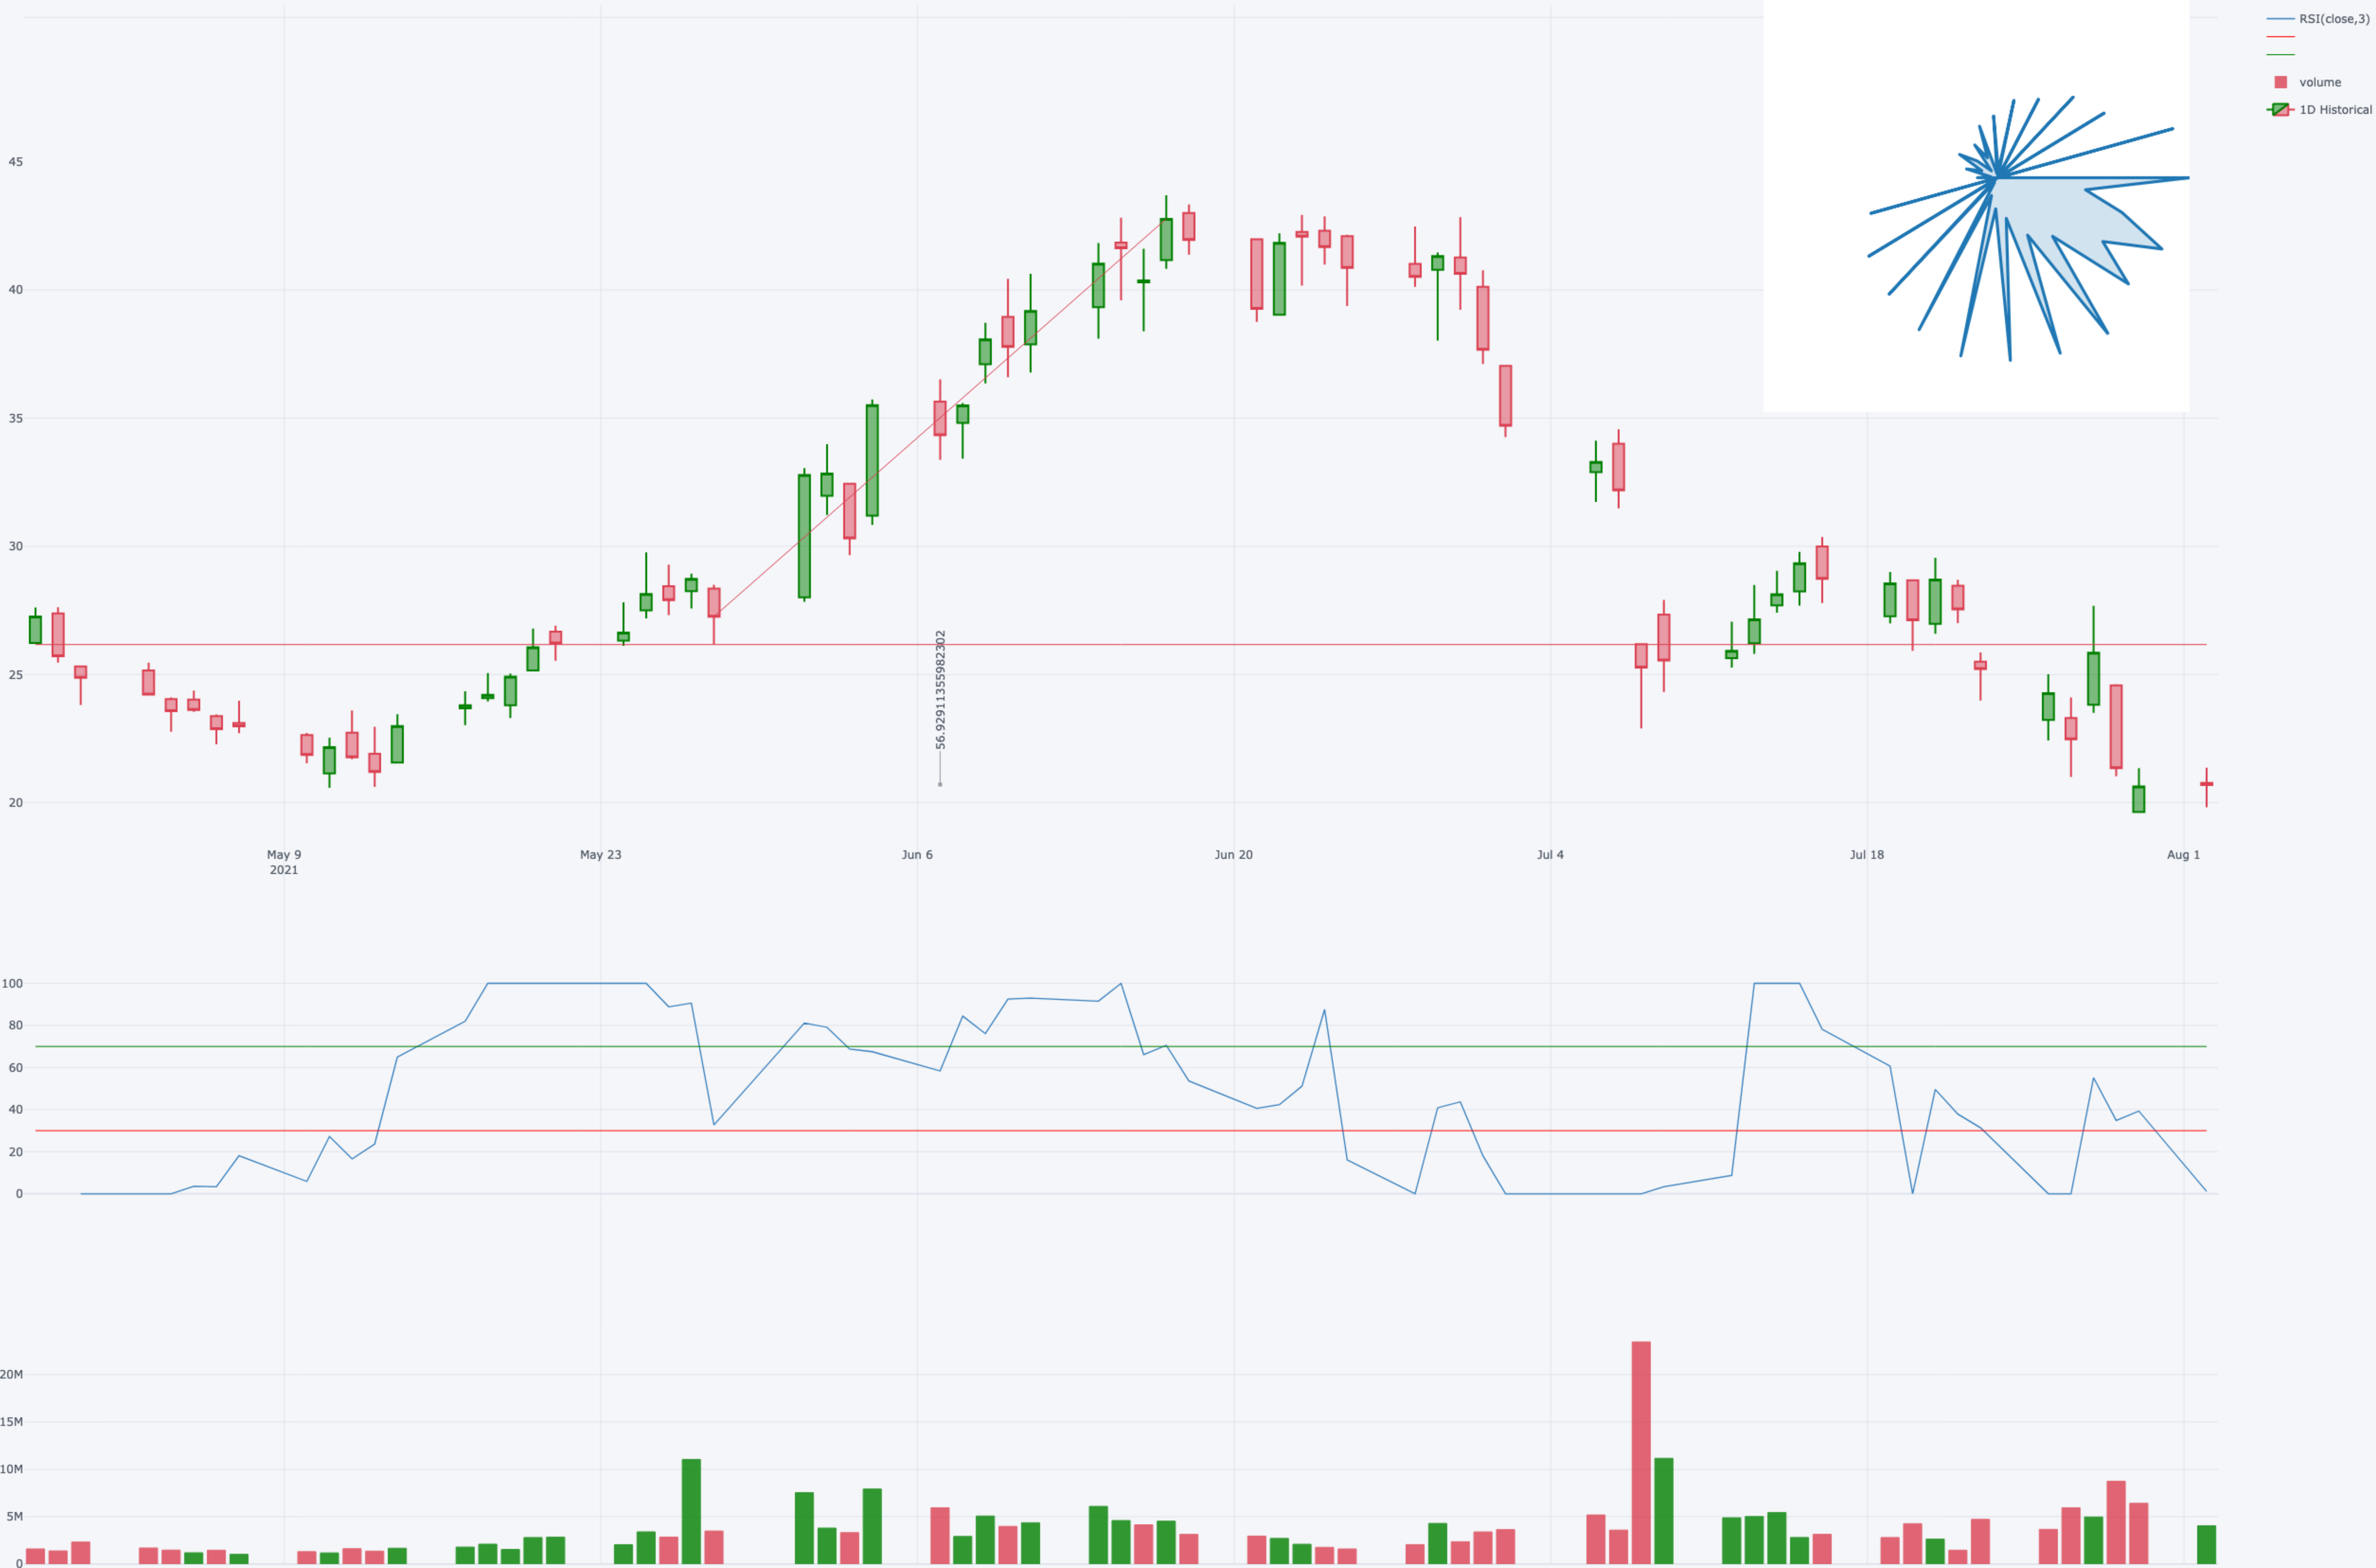 RSI(close,3)
volume
1D Historical
45
40
35
30
25
20
56.92911355982302
May 9
2021
May 23
Jun 6
Jun 20
Jul 4
Jul 18
Aug 1
100
80
60
40
20
0
20M
15M
10M
5M
0